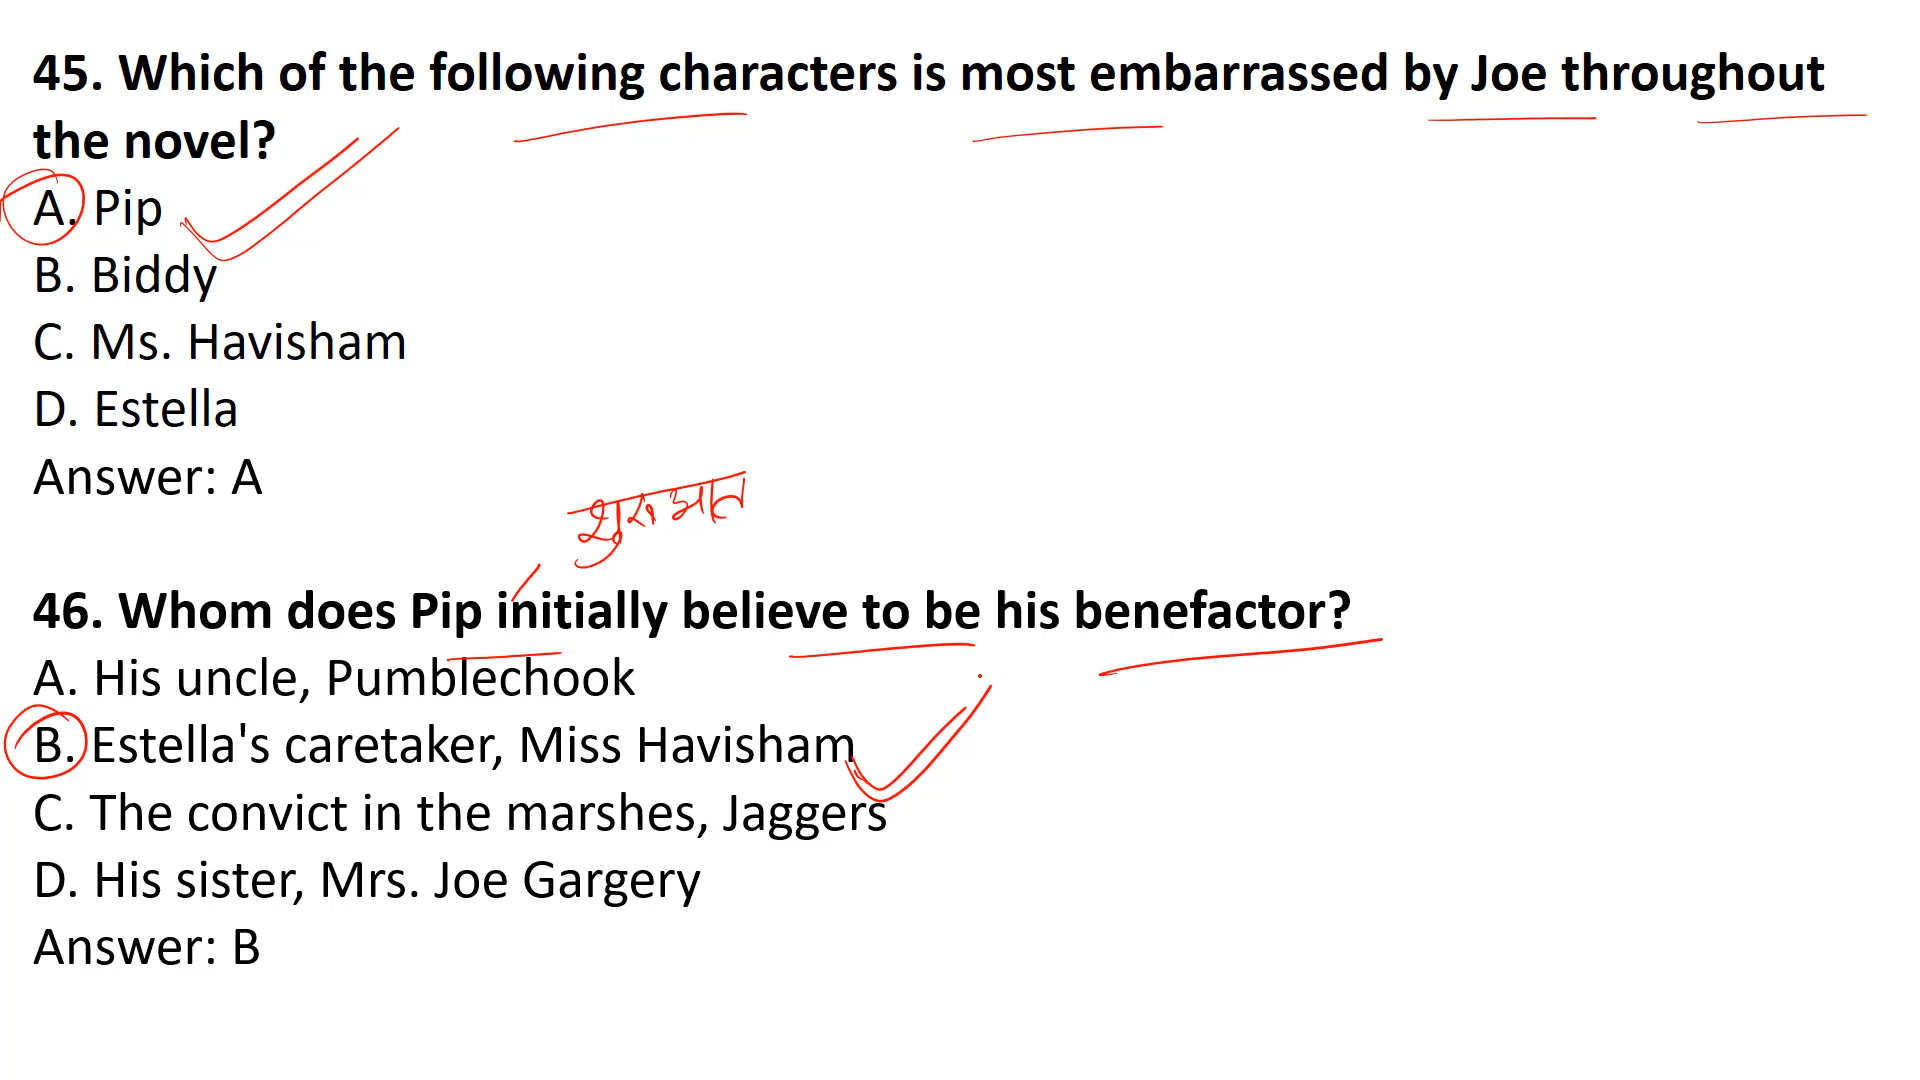 45. Which of the following characters is most embarrassed by Joe throughout
the novel?
A. Pip
B. Biddy
C. Ms. Havisham
D. Estella
Answer: A
शुरुआत
46. Whom does Pip initially believe to be his benefactor?
A. His uncle, Pumblechook
B. Estella's caretaker, Miss Havisham
C. The convict in the marshes, Jaggers
D. His sister, Mrs. Joe Gargery
Answer: B